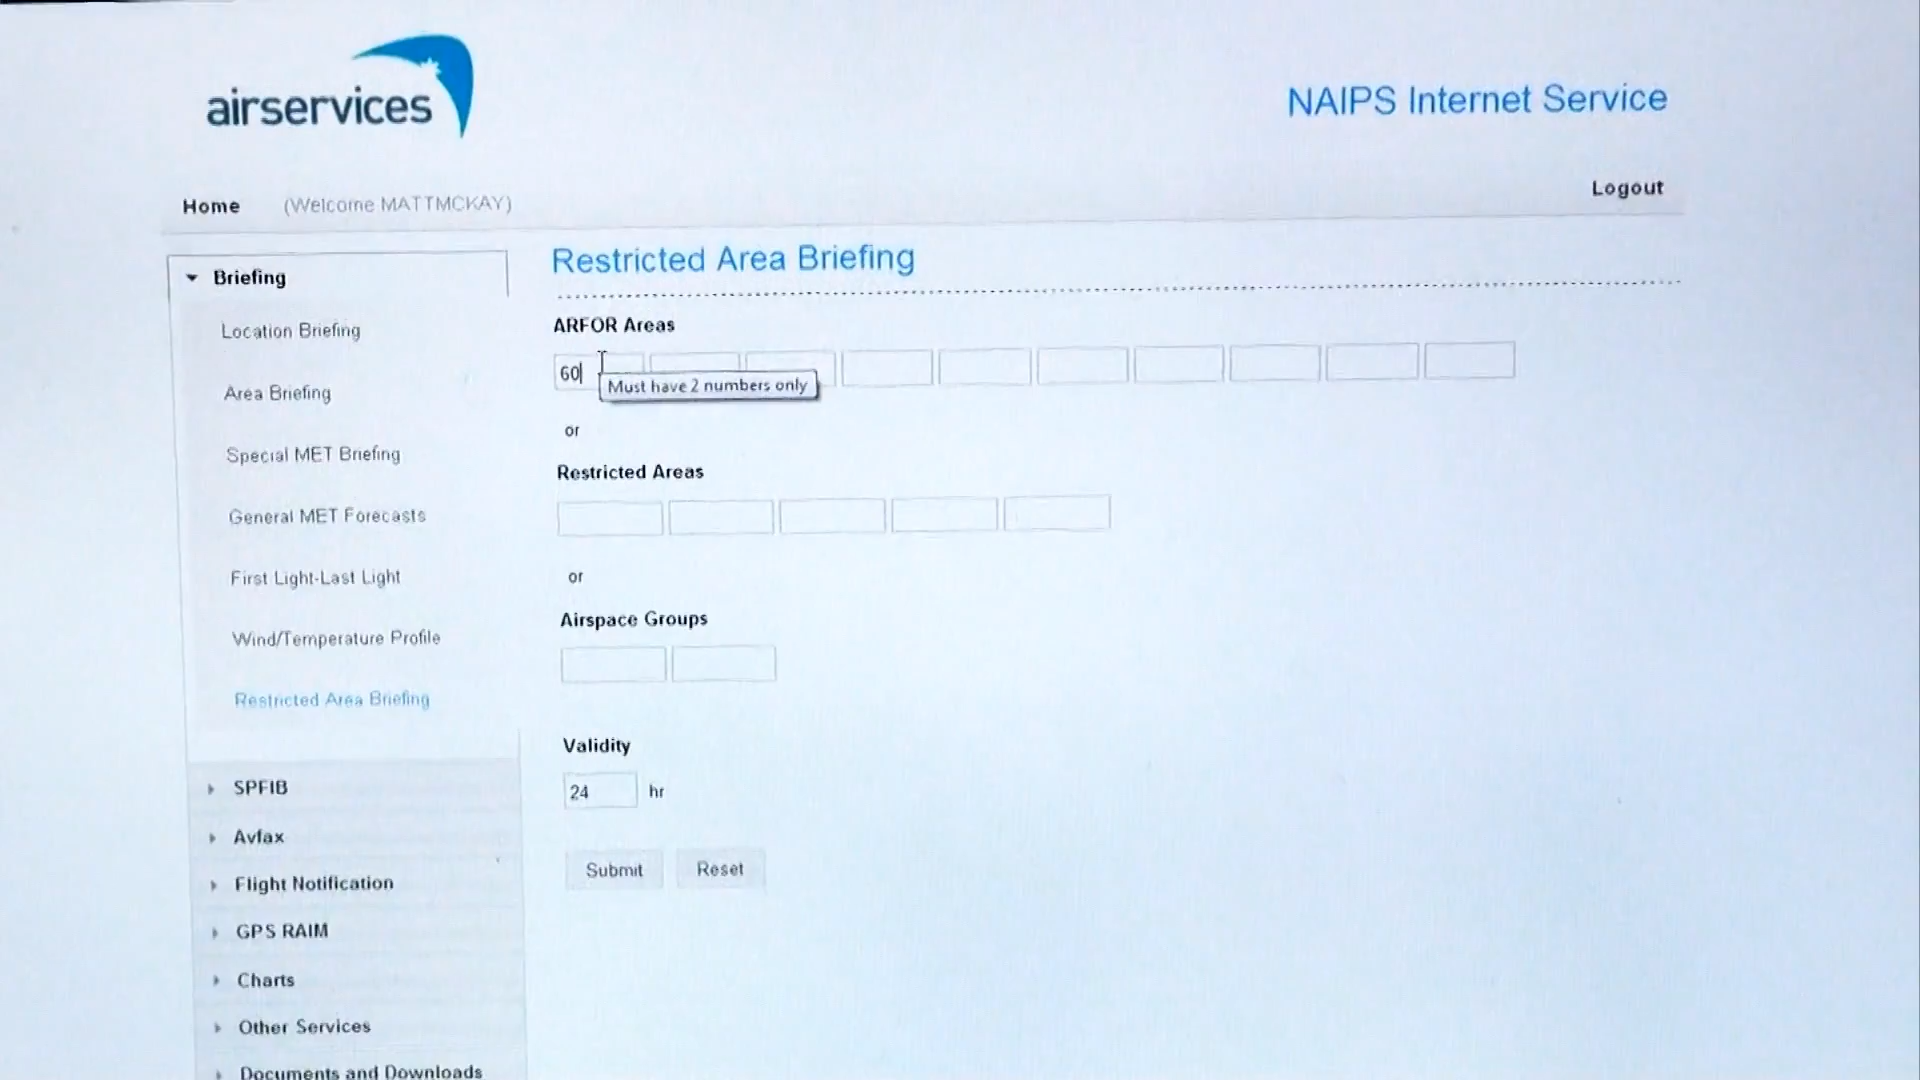 airservices
NAIPS Internet Service
Home (Welcome MATTMCKAY) Logout
Briefing
Location Briefing
Area Briefing
Special MET Briefing
General MET Forecasts
First Light-Last Light
Wind/Temperature Profile
Restricted Area Briefing
SPFIB
Avfax
Flight Notification
GPS RAIM
Charts
Other Services
Documents and Downloads
Restricted Area Briefing
ARFOR Areas
60
Must have 2 numbers only
or
Restricted Areas
or
Airspace Groups
Validity
24 hr
Submit Reset